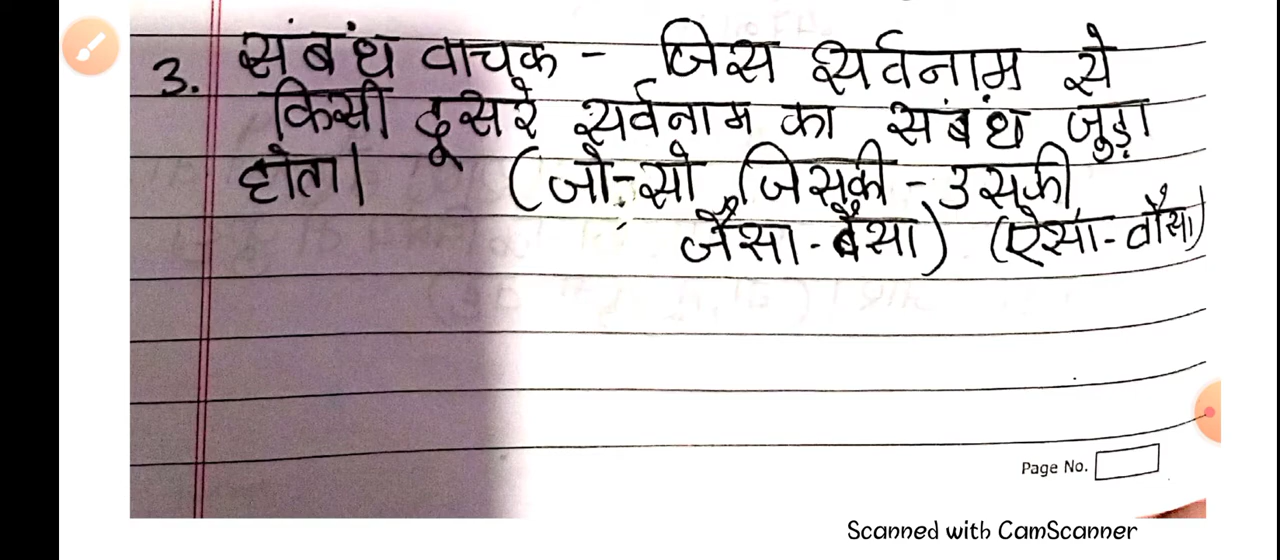 3. संबंध वाचक - जिस सर्वनाम से
किसी दूसरे सर्वनाम का संबंध जुड़ा
होता। (जो-सो, जिसकी - उसकी,
जैसा - बैसा) (ऐसा - वौसा)
Page No.
Scanned with CamScanner